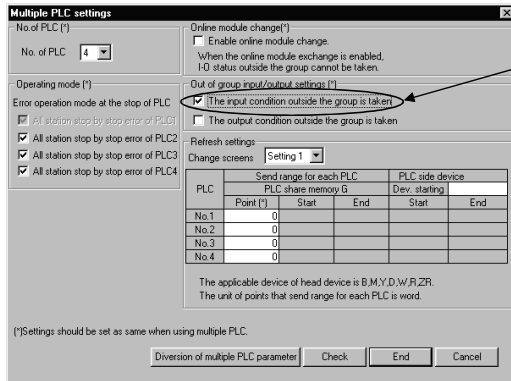 Multiple PLC settings
No.of PLC (*)
No. of PLC 4
Operating mode (*)
Error operation mode at the stop of PLC
All station stop by stop error of PLC1
All station stop by stop error of PLC2
All station stop by stop error of PLC3
All station stop by stop error of PLC4
Online module change(*)
Enable online module change.
When the online module exchange is enabled,
I-O status outside the group cannot be taken.
Out of group input/output settings (*)
The input condition outside the group is taken
The output condition outside the group is taken
Refresh settings
Change screens Setting 1
PLC Send range for each PLC PLC side device
PLC share memory G Dev. starting
Point (*) Start End Start End
No.1 0
No.2 0
No.3 0
No.4 0
The applicable device of head device is B,M,Y,D,W,R,ZR.
The unit of points that send range for each PLC is word.
(*)Settings should be set as same when using multiple PLC.
Diversion of multiple PLC parameter Check End Cancel